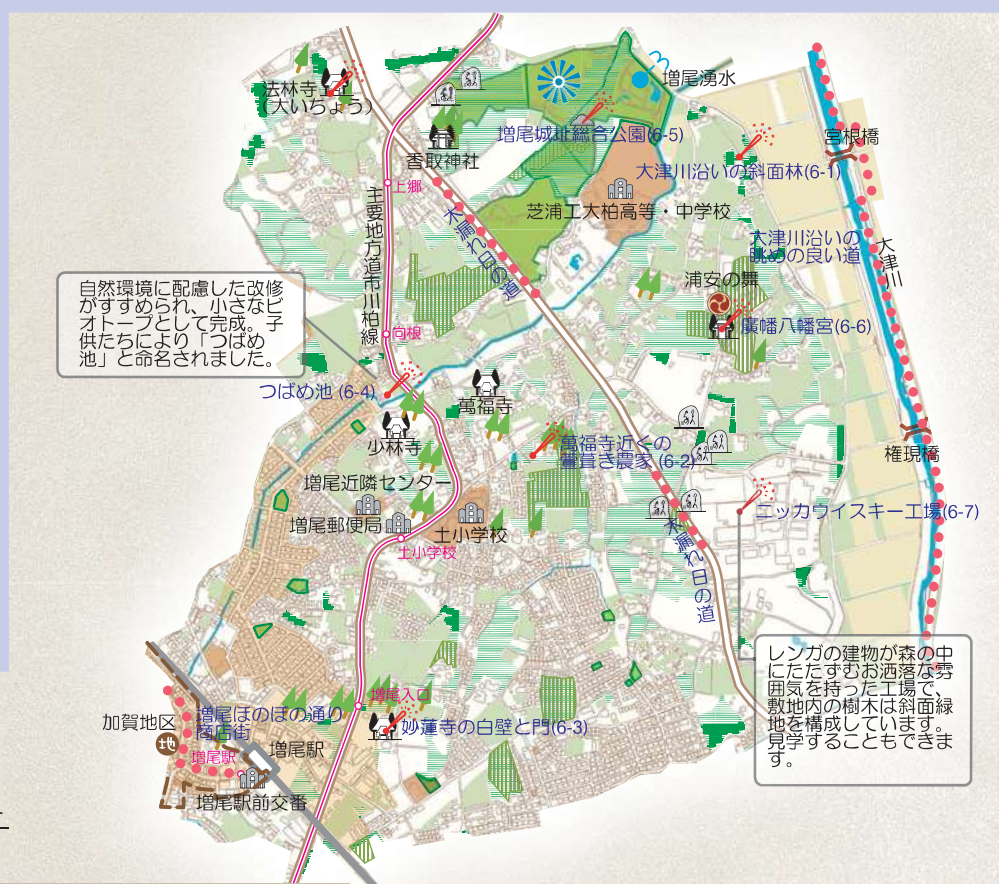 法林寺
(大いちょう)
香取神社
増尾湧水
増尾城址総合公園(6-5)
宮根橋
大津川沿いの斜面林(6-1)
芝浦工大柏高等・中学校
上郷
主要地方道市川柏線
木漏れ日の道
大津川沿いの
眺めの良い道
大津川
浦安の舞
廣幡八幡宮(6-6)
自然環境に配慮した改修
がすすめられ、小さなビ
オトープとして完成。子
供たちにより「つばめ
池」と命名されました。
向根
つばめ池 (6-4)
萬福寺
少林寺
萬福寺近くの
萱葺き農家 (6-2)
権現橋
増尾近隣センター
増尾郵便局
土小学校
土小学校
ニッカウイスキー工場(6-7)
木漏れ日の道
レンガの建物が森の中
にたたずむお洒落な雰
囲気を持った工場で、
敷地内の樹木は斜面緑
地を構成しています。
見学することもできま
す。
増尾入口
妙蓮寺の白壁と門(6-3)
加賀地区
地
増尾ほのぼの通り
商店街
増尾駅
増尾駅
増尾駅前交番